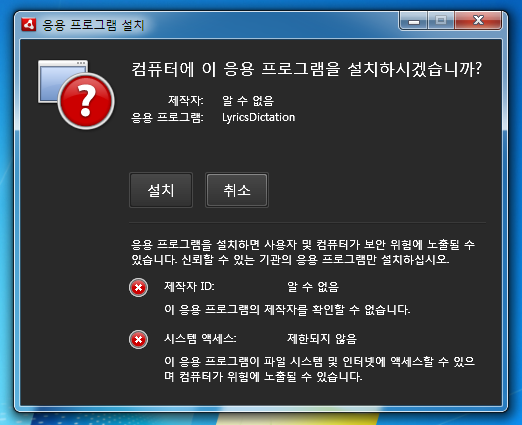 응용 프로그램 설치
컴퓨터에 이 응용 프로그램을 설치하시겠습니까?
제작자: 알 수 없음
응용 프로그램: LyricsDictation
설치 취소
응용 프로그램을 설치하면 사용자 및 컴퓨터가 보안 위험에 노출될 수
있습니다. 신뢰할 수 있는 기관의 응용 프로그램만 설치하십시오.
제작자 ID: 알 수 없음
이 응용 프로그램의 제작자를 확인할 수 없습니다.
시스템 액세스: 제한되지 않음
이 응용 프로그램이 파일 시스템 및 인터넷에 액세스할 수 있으
며 컴퓨터가 위험에 노출될 수 있습니다.